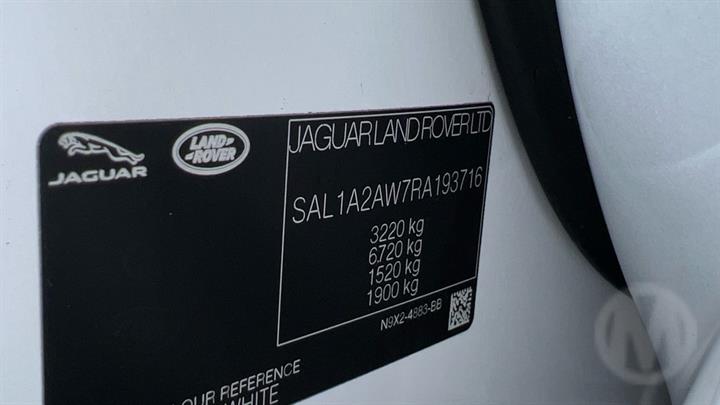 JAGUAR
LAND
ROVER
JAGUAR LAND ROVER LTD
SAL1A2AW7RA193716
3220 kg
6720 kg
1520 kg
1900 kg
N9X2-4883-BB
OUR REFERENCE
WHITE
M